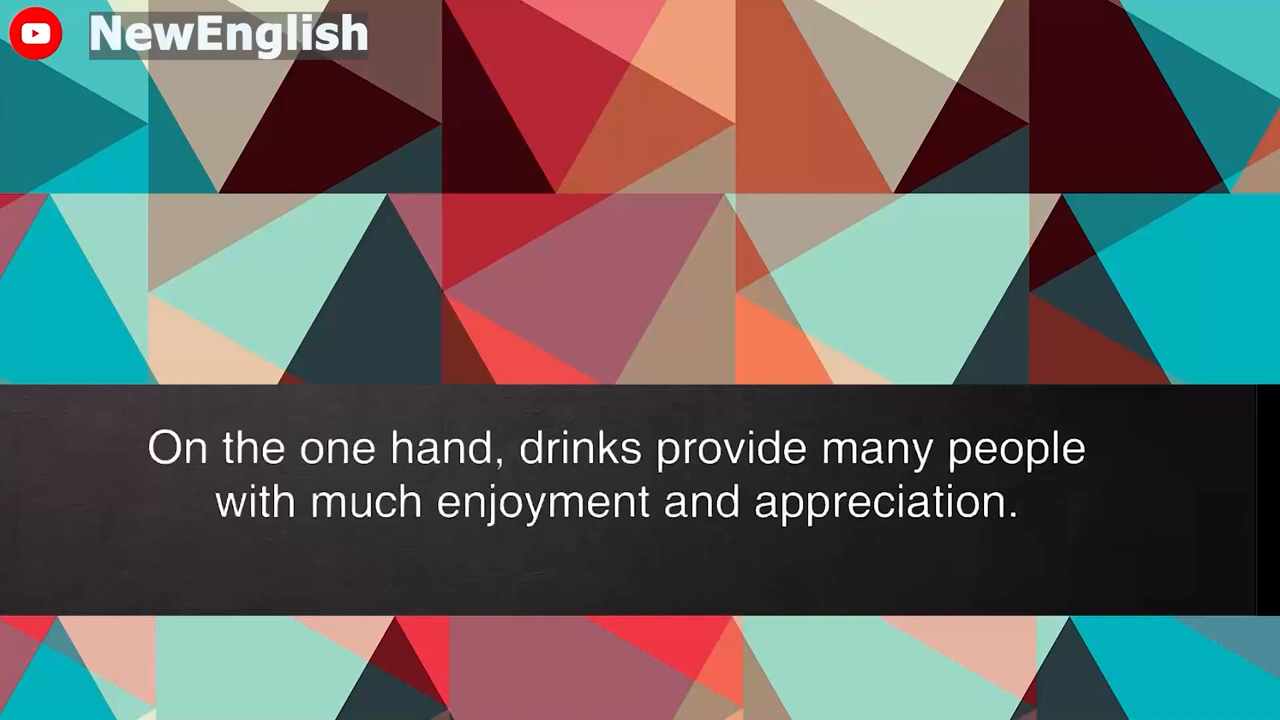 NewEnglish
On the one hand, drinks provide many people
with much enjoyment and appreciation.